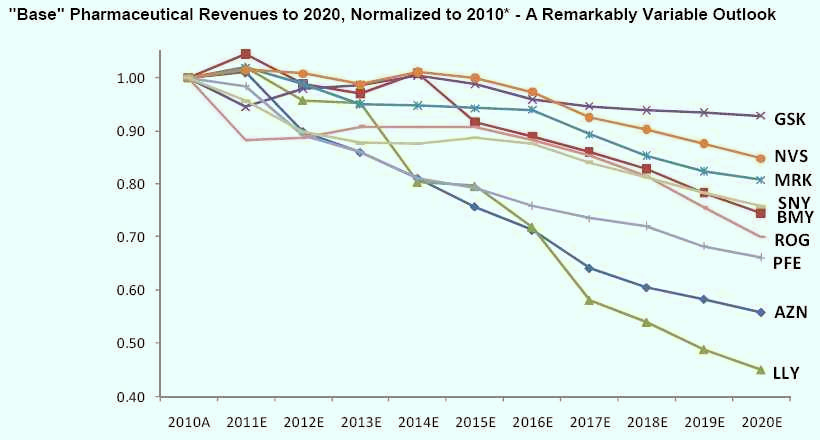 "Base" Pharmaceutical Revenues to 2020, Normalized to 2010* - A Remarkably Variable Outlook
1.00
0.90
0.80
0.70
0.60
0.50
0.40
GSK
NVS
MRK
SNY
BMY
ROG
PFE
AZN
LLY
2010A 2011E 2012E 2013E 2014E 2015E 2016E 2017E 2018E 2019E 2020E